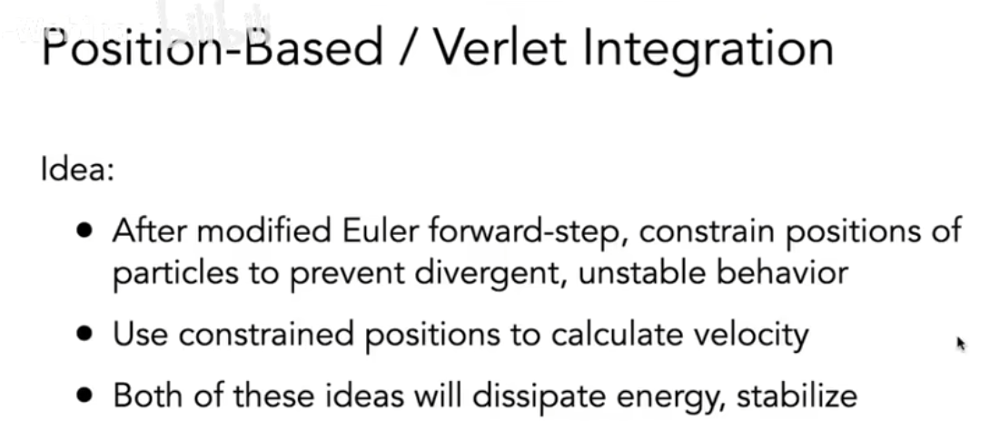 Position-Based / Verlet Integration
Idea:
● After modified Euler forward-step, constrain positions of
particles to prevent divergent, unstable behavior
● Use constrained positions to calculate velocity
● Both of these ideas will dissipate energy, stabilize